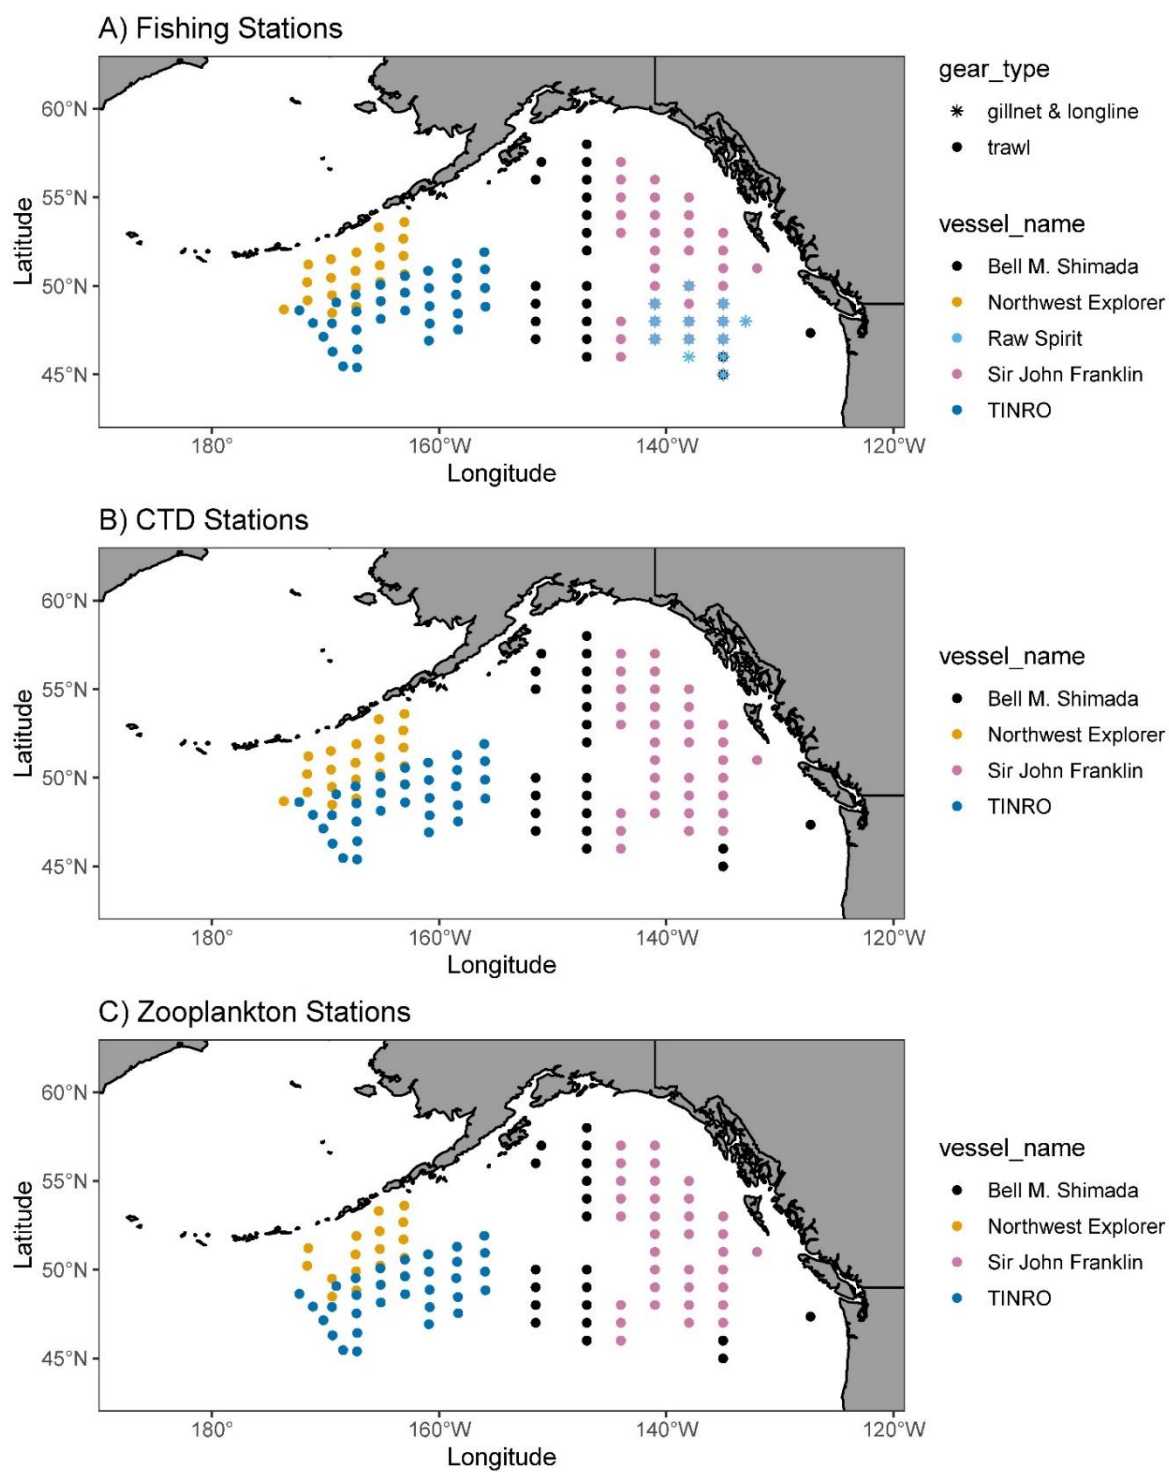 A) Fishing Stations
60°N
55°N
50°N
45°N
Latitude
180°
160°W
140°W
120°W
Longitude
gear_type
gillnet & longline
trawl
vessel_name
Bell M. Shimada
Northwest Explorer
Raw Spirit
Sir John Franklin
TINRO
B) CTD Stations
60°N
55°N
50°N
45°N
Latitude
180°
160°W
140°W
120°W
Longitude
vessel_name
Bell M. Shimada
Northwest Explorer
Sir John Franklin
TINRO
C) Zooplankton Stations
60°N
55°N
50°N
45°N
Latitude
180°
160°W
140°W
120°W
Longitude
vessel_name
Bell M. Shimada
Northwest Explorer
Sir John Franklin
TINRO